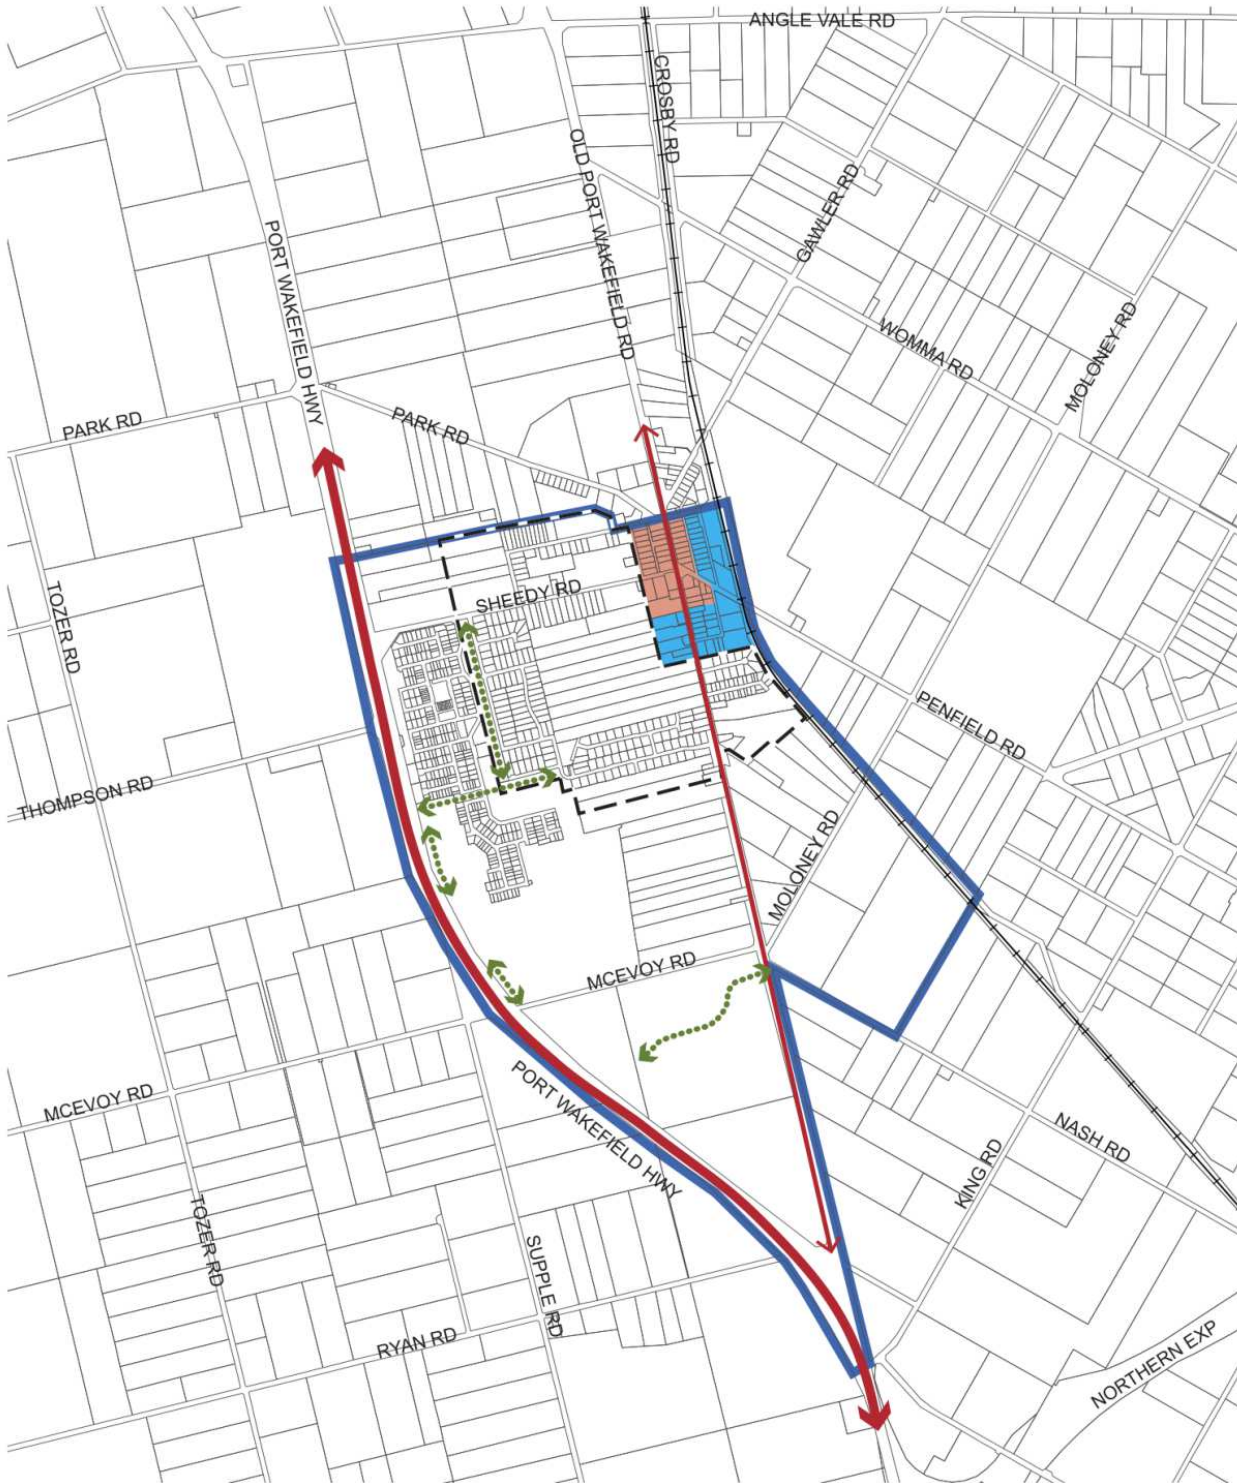 ANGLE VALE RD
CROSBY RD
OLD PORT WAKEFIELD RD
GAWLER RD
PORT WAKEFIELD HWY
WOMMA RD
MOLONEY RD
PARK RD
PARK RD
SHEEDY RD
TOZER RD
PENFIELD RD
THOMPSON RD
MOLONEY RD
MCEVOY RD
PORT WAKEFIELD HWY
MCEVOY RD
NASH RD
KING RD
TOZER RD
SUPPLE RD
RYAN RD
NORTHERN EXP